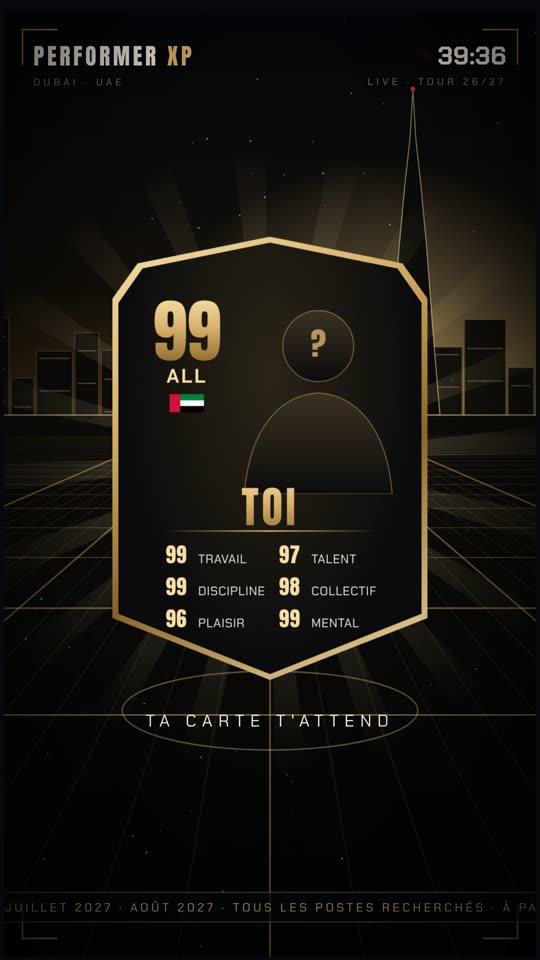 PERFORMER XP
39:36
DUBAI · UAE
LIVE · TOUR 26/27
99
ALL
?
TOI
99 TRAVAIL 97 TALENT
99 DISCIPLINE 98 COLLECTIF
96 PLAISIR 99 MENTAL
TA CARTE T'ATTEND
JUILLET 2027 · AOÛT 2027 · TOUS LES POSTES RECHERCHÉS · À PA